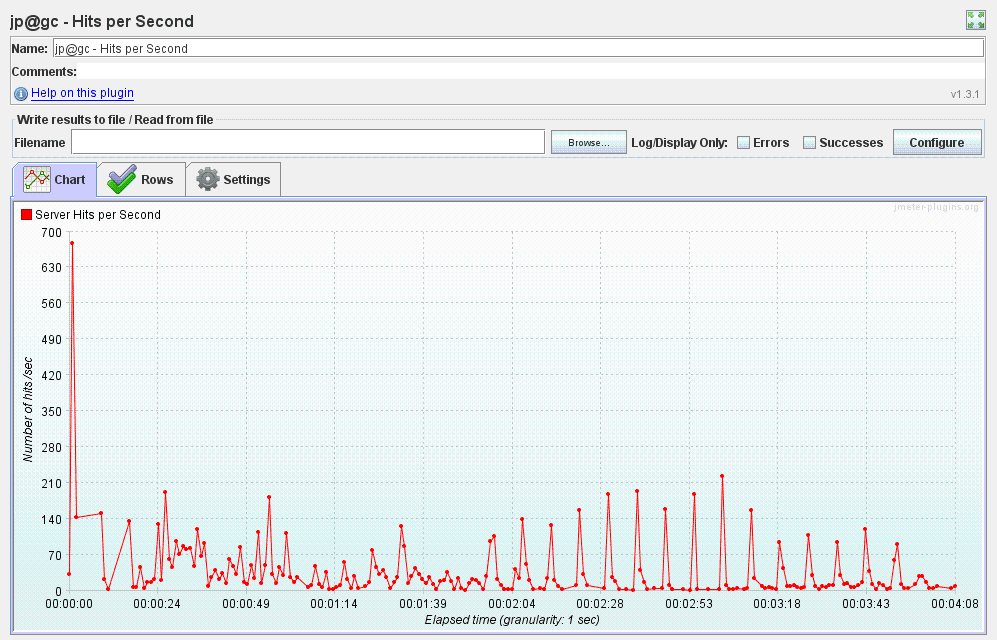 jp@gc - Hits per Second
Name: jp@gc - Hits per Second
Comments:
Help on this plugin
v1.3.1
Write results to file / Read from file
Filename Browse... Log/Display Only: Errors Successes Configure
Chart Rows Settings
jmeter-plugins.org
Server Hits per Second
700
630
560
490
420
350
280
210
140
70
0
Number of hits /sec
00:00:00 00:00:24 00:00:49 00:01:14 00:01:39 00:02:04 00:02:28 00:02:53 00:03:18 00:03:43 00:04:08
Elapsed time (granularity: 1 sec)